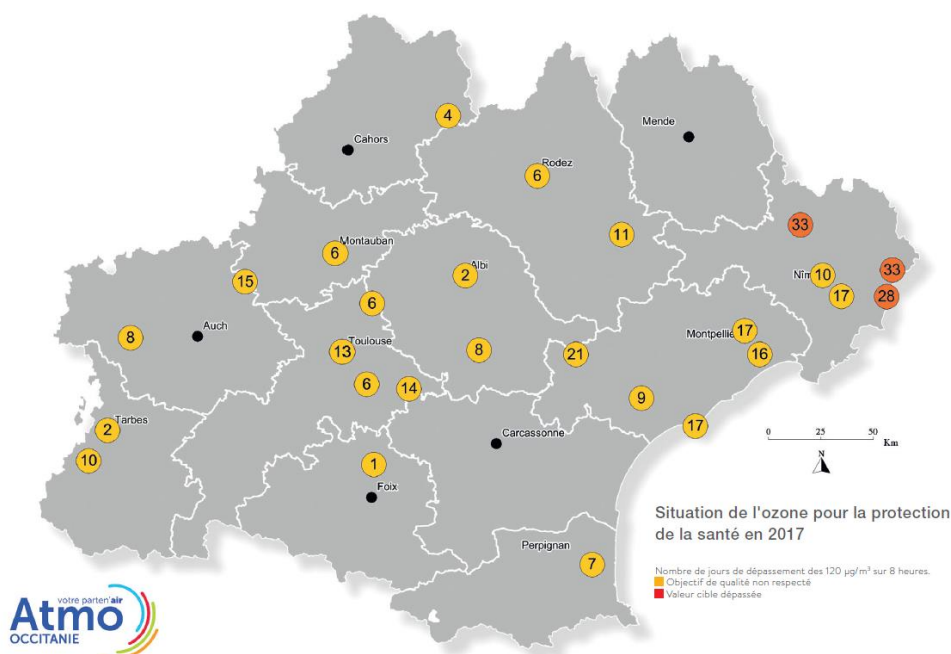 4
Cahors
Mende
Rodez
6
11
33
Montauban
6
Albi
2
Nîm
10
33
15
17
28
6
8
Auch
13
Toulouse
8
21
Montpellie
17
16
6
14
9
Tarbes
2
17
10
Carcassonne
1
Foix
0 25 50
Km
N
Perpignan
7
Situation de l'ozone pour la protection
de la santé en 2017
Nombre de jours de dépassement des 120 µg/m³ sur 8 heures.
Objectif de qualité non respecté
Valeur cible dépassée
votre parten'air
Atmo
OCCITANIE